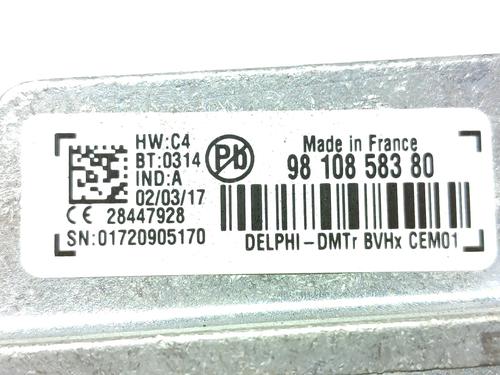 HW:C4
BT:0314
IND:A
02/03/17
CE 28447928
SN:01720905170
Pb
Made in France
98 108 583 80
DELPHI-DMTr BVHx CEM01